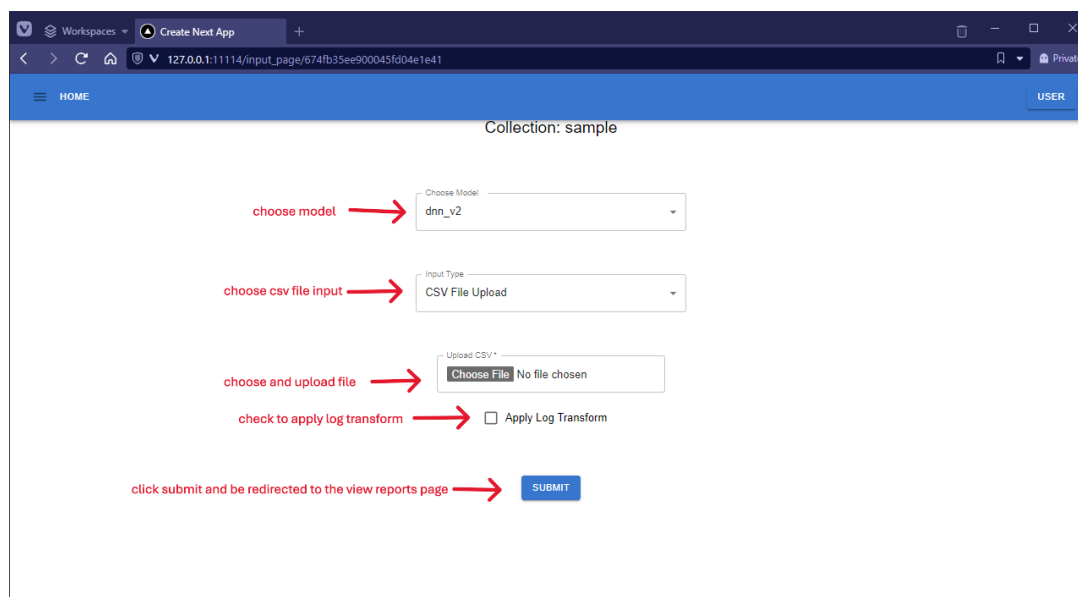 Workspaces
Create Next App
127.0.0.1:11114/input_page/674fb35ee900045fd04e1e41
Private
HOME
USER
Collection: sample
Choose Model
choose model
dnn_v2
Input Type
choose csv file input
CSV File Upload
Upload CSV *
Choose File No file chosen
choose and upload file
check to apply log transform
Apply Log Transform
click submit and be redirected to the view reports page
SUBMIT